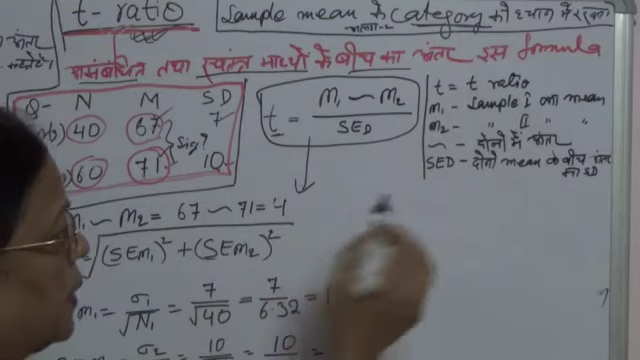 t- ratio
Sample mean के category को ध्यान में रखना
तथा स्वतंत्र माध्यों के बीच का अंतर इस formula
Q- N M SD
40 67 7
60 71 10
Sig?
t = M₁ ~ M₂ / SED
t = t ratio
M₁ - Sample I का mean
M₂ - " II " "
~ - दोनों में अंतर
SED - दोनों mean के बीच अंतर
का SD
M₁ ~ M₂ = 67 ~ 71 = 4
= √(SEM₁)² + (SEM₂)²
M₁ = σ₁/√N₁ = 7/√40 = 7/6.32 =
σ₂ = 10 = 10 =